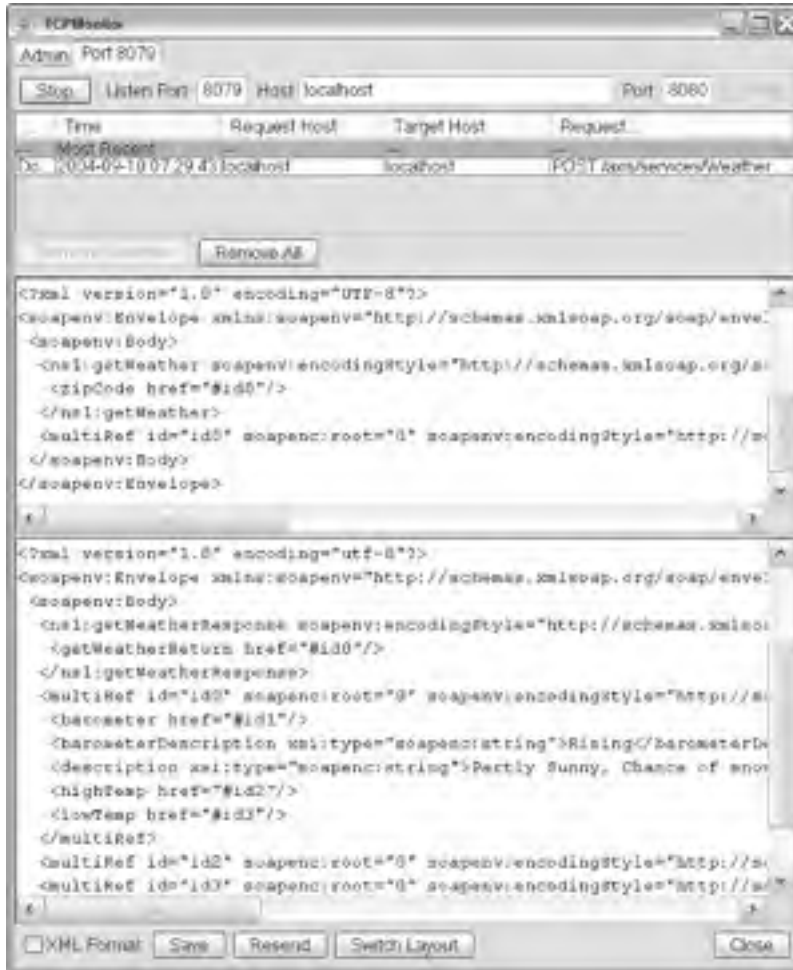 TCPMonitor
Admin Port 8079
Stop Listen Port: 8079 Host: localhost Port: 8080
Time Request Host Target Host Request...
--- Most Recent --- --- ---
Do... 2004-09-10 07:29:43 localhost localhost POST /axis/services/Weather
Remove All
<?xml version="1.0" encoding="UTF-8"?>
<soapenv:Envelope xmlns:soapenv="http://schemas.xmlsoap.org/soap/envel
<soapenv:Body>
<ns1:getWeather soapenv:encodingStyle="http://schemas.xmlsoap.org/s
<zipCode href="#id0"/>
</ns1:getWeather>
<multiRef id="id0" soapenc:root="0" soapenv:encodingStyle="http://s
</soapenv:Body>
</soapenv:Envelope>
<?xml version="1.0" encoding="utf-8"?>
<soapenv:Envelope xmlns:soapenv="http://schemas.xmlsoap.org/soap/envel
<soapenv:Body>
<ns1:getWeatherResponse soapenv:encodingStyle="http://schemas.xmlso
<getWeatherReturn href="#id0"/>
</ns1:getWeatherResponse>
<multiRef id="id0" soapenc:root="0" soapenv:encodingStyle="http://s
<barometer href="#id1"/>
<barometerDescription xsi:type="soapenc:string">Rising</barometerDe
<description xsi:type="soapenc:string">Partly Sunny, Chance of snow
<highTemp href="#id2"/>
<lowTemp href="#id3"/>
</multiRef>
<multiRef id="id2" soapenc:root="0" soapenv:encodingStyle="http://s
<multiRef id="id3" soapenc:root="0" soapenv:encodingStyle="http://s
XML Format Save Resend Switch Layout Close